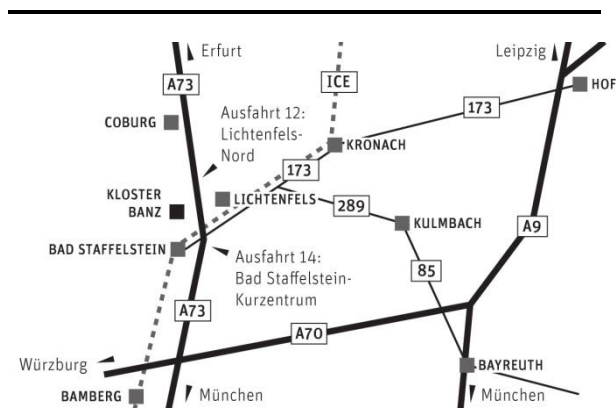 Erfurt
Leipzig
A73
ICE
HOF
173
COBURG
Ausfahrt 12:
Lichtenfels-
Nord
KRONACH
173
KLOSTER
BANZ
LICHTENFELS
289
KULMBACH
A9
BAD STAFFELSTEIN
Ausfahrt 14:
Bad Staffelstein-
Kurzentrum
85
A73
A70
Würzburg
BAYREUTH
BAMBERG
München
München